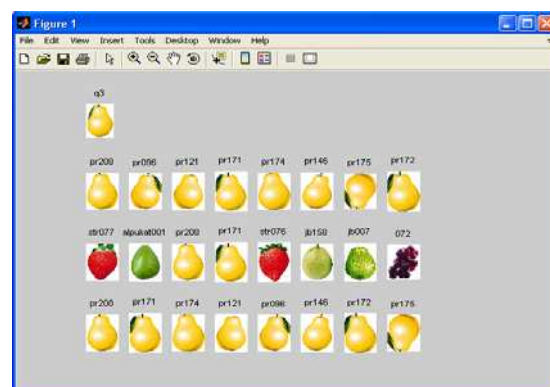 Figure 1
File Edit View Insert Tools Desktop Window Help
q3
pr208 pr096 pr121 pr171 pr174 pr146 pr175 pr172
str077 alpukat001 pr208 pr171 str076 jb158 jb007 072
pr208 pr171 pr174 pr121 pr096 pr146 pr172 pr175